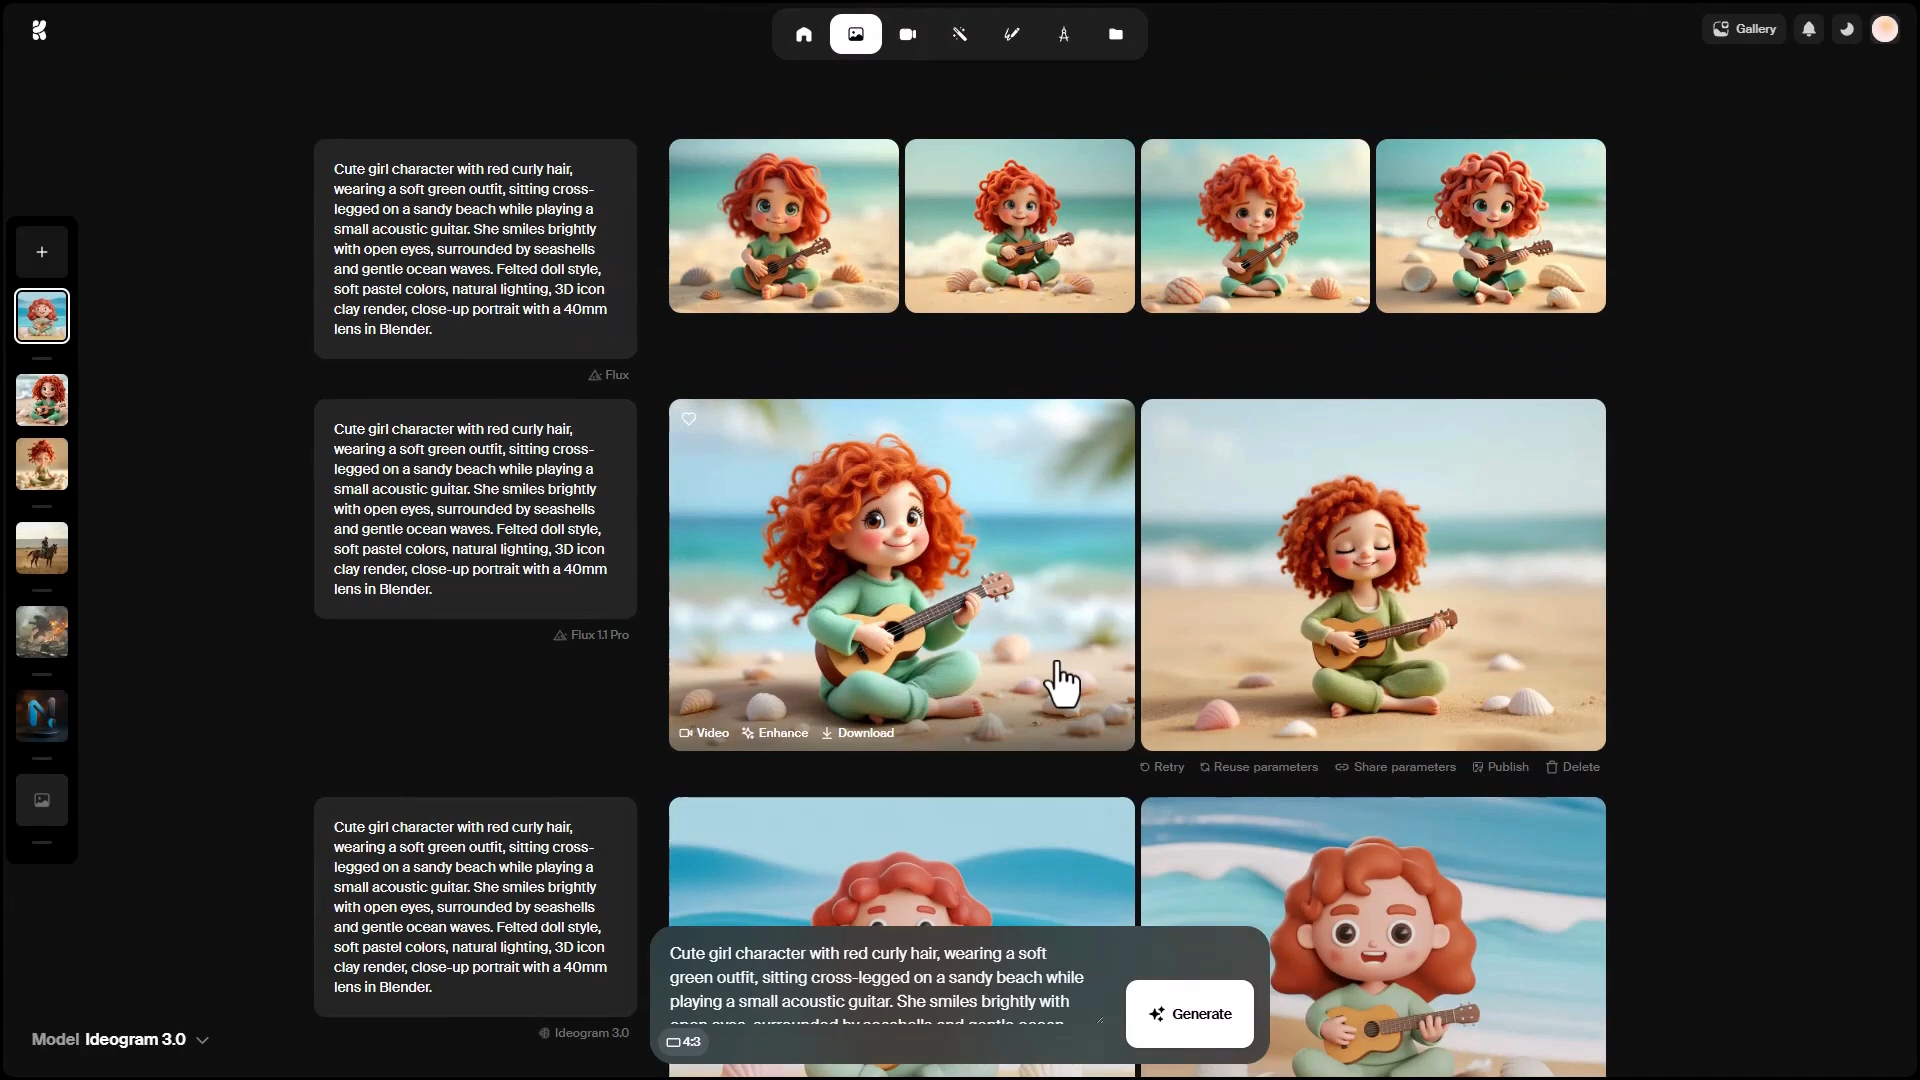 Gallery
Cute girl character with red curly hair,
wearing a soft green outfit, sitting cross-
legged on a sandy beach while playing a
small acoustic guitar. She smiles brightly
with open eyes, surrounded by seashells
and gentle ocean waves. Felted doll style,
soft pastel colors, natural lighting, 3D icon
clay render, close-up portrait with a 40mm
lens in Blender.
Flux
Cute girl character with red curly hair,
wearing a soft green outfit, sitting cross-
legged on a sandy beach while playing a
small acoustic guitar. She smiles brightly
with open eyes, surrounded by seashells
and gentle ocean waves. Felted doll style,
soft pastel colors, natural lighting, 3D icon
clay render, close-up portrait with a 40mm
lens in Blender.
Flux 1.1 Pro
Video Enhance Download
Retry Reuse parameters Share parameters Publish Delete
Cute girl character with red curly hair,
wearing a soft green outfit, sitting cross-
legged on a sandy beach while playing a
small acoustic guitar. She smiles brightly
with open eyes, surrounded by seashells
and gentle ocean waves. Felted doll style,
soft pastel colors, natural lighting, 3D icon
clay render, close-up portrait with a 40mm
lens in Blender.
Ideogram 3.0
Cute girl character with red curly hair, wearing a soft
green outfit, sitting cross-legged on a sandy beach while
playing a small acoustic guitar. She smiles brightly with
open eyes, surrounded by seashells and gentle ocean
4:3
Generate
Model Ideogram 3.0